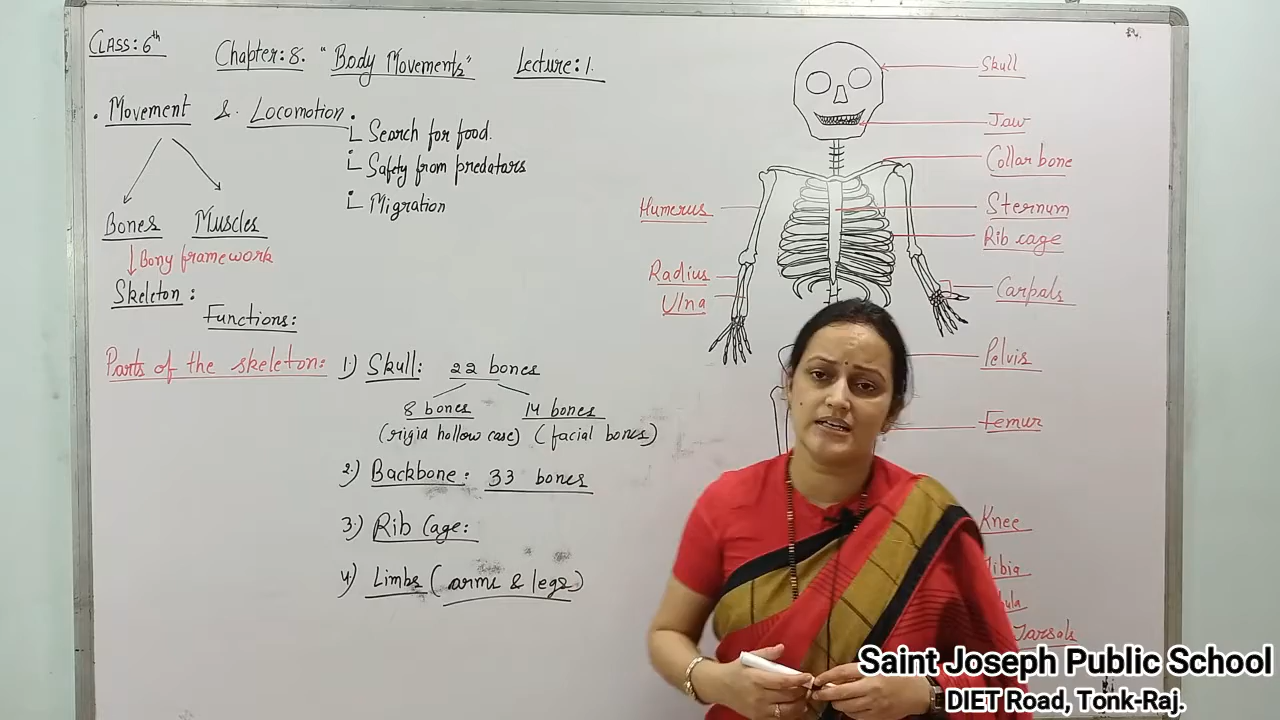 CLASS: 6th
Chapter: 8. "Body Movements" Lecture: 1.
. Movement & Locomotion
Search for food.
Safety from predatars
Migration
Bones Muscles
Bony framework
Skeleton:
Functions:
Parts of the skeleton:
1) Skull: 22 bones
8 bones 14 bones
(rigid hollow case) (facial bones)
2) Backbone: 33 bones
3) Rib Cage:
4) Limbs (arms & legs)
Skull
Jaw
Collar bone
Humerus
Sternum
Rib cage
Radius
Carpals
Ulna
Pelvis
Femur
Knee
Tarsals
Saint Joseph Public School
DIET Road, Tonk-Raj.